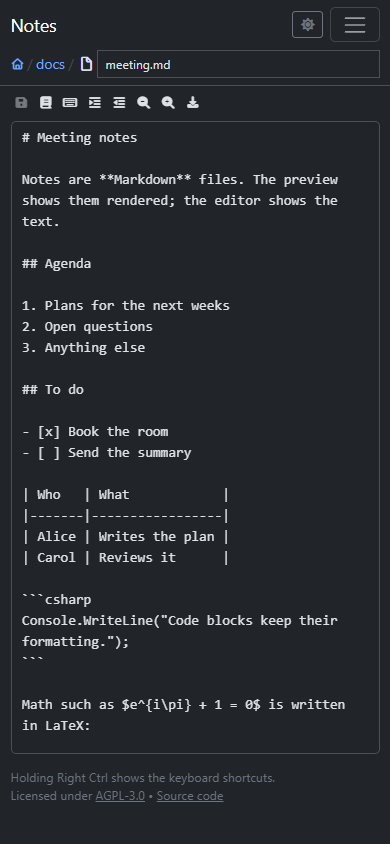 Notes
/ docs / meeting.md
# Meeting notes
Notes are **Markdown** files. The preview
shows them rendered; the editor shows the
text.
## Agenda
1. Plans for the next weeks
2. Open questions
3. Anything else
## To do
- [x] Book the room
- [ ] Send the summary
| Who   | What            |
|-------|-----------------|
| Alice | Writes the plan |
| Carol | Reviews it      |
```csharp
Console.WriteLine("Code blocks keep their
formatting.");
```
Math such as $e^{i\pi} + 1 = 0$ is written
in LaTeX:
Holding Right Ctrl shows the keyboard shortcuts.
Licensed under AGPL-3.0 • Source code